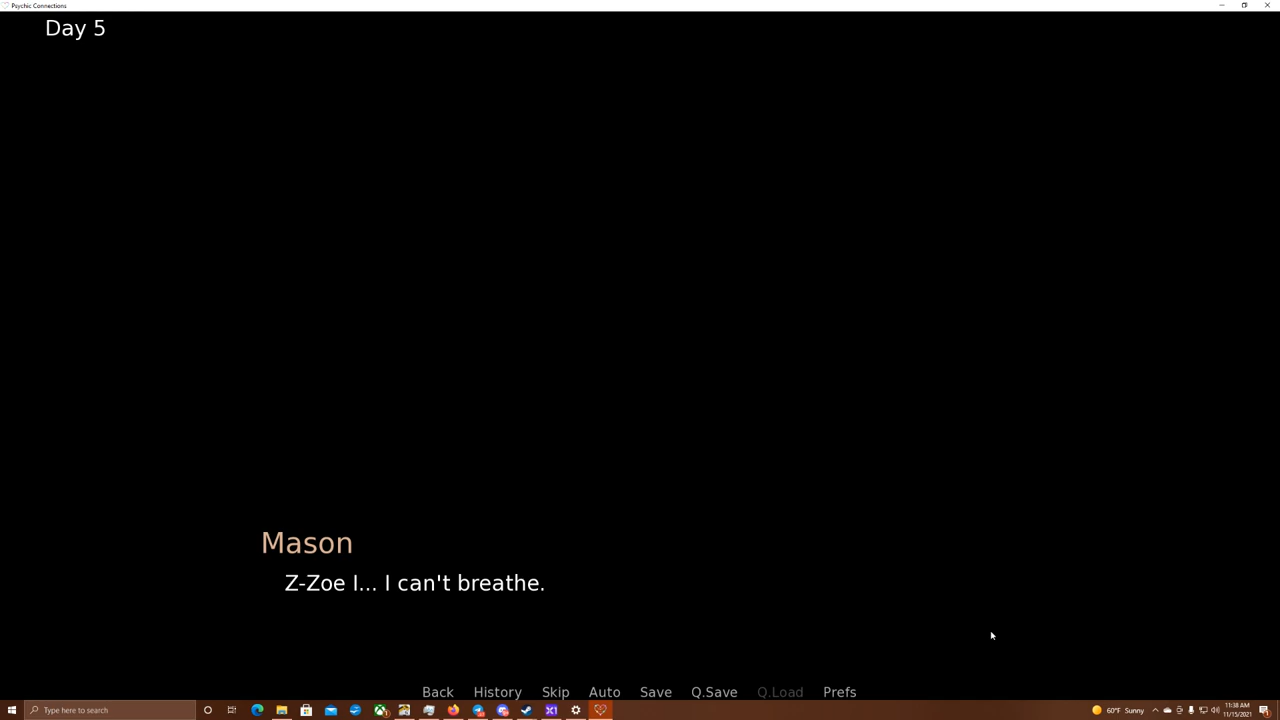 Psychic Connections
Day 5
Mason
Z-Zoe I... I can't breathe.
Back History Skip Auto Save Q.Save Q.Load Prefs
Type here to search
60°F Sunny
11:38 AM
11/15/2021